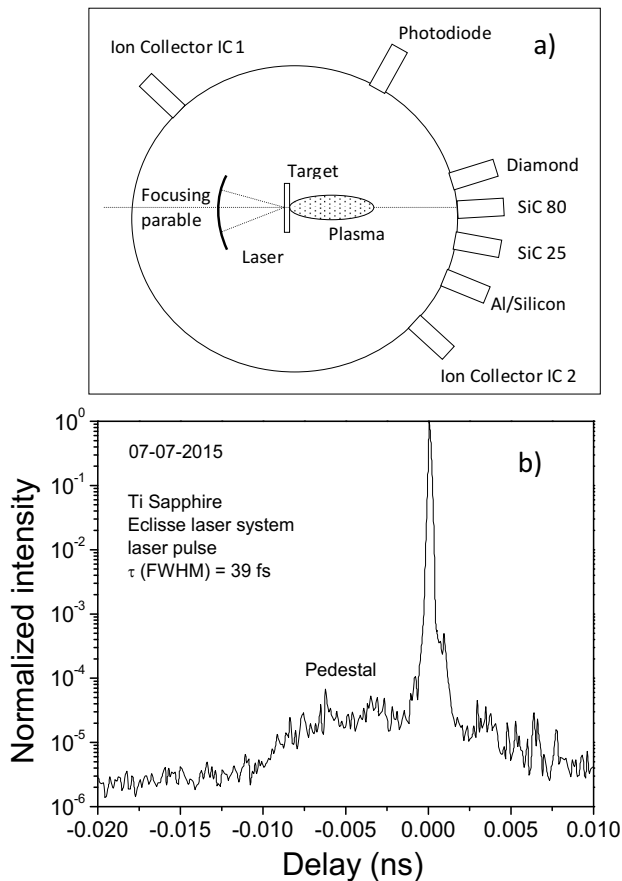 a)
Ion Collector IC 1
Photodiode
Diamond
SiC 80
SiC 25
Al/Silicon
Ion Collector IC 2
Target
Focusing
parable
Plasma
Laser
b)
07-07-2015
Ti Sapphire
Eclisse laser system
laser pulse
τ (FWHM) = 39 fs
Pedestal
Normalized intensity
10⁰
10⁻¹
10⁻²
10⁻³
10⁻⁴
10⁻⁵
10⁻⁶
-0.020 -0.015 -0.010 -0.005 0.000 0.005 0.010
Delay (ns)